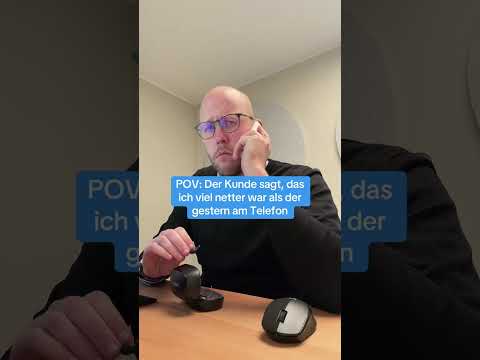 POV: Der Kunde sagt, das
ich viel netter war als der
gestern am Telefon